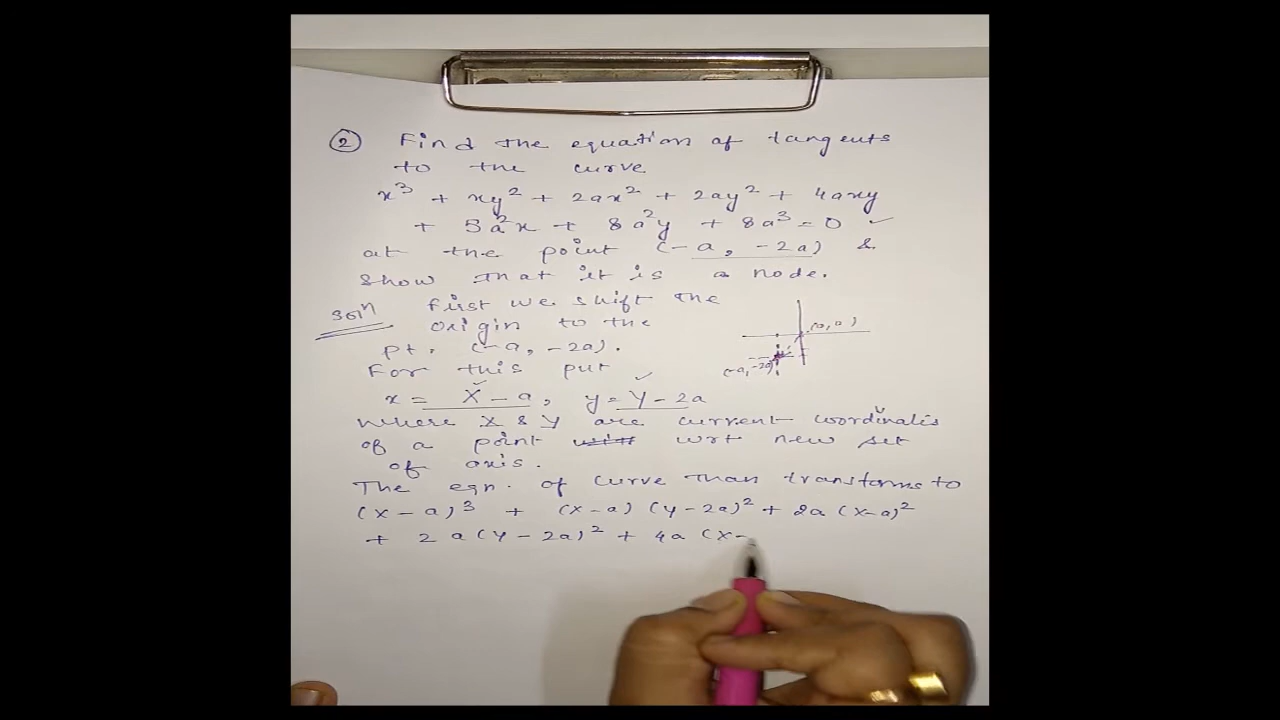 ② Find the equation of tangents
to the curve
x³ + xy² + 2ax² + 2ay² + 4axy
+ 5a²x + 8a²y + 8a³ = 0 ✓
at the point (-a, -2a) &
show that it is a node.
Solⁿ First we shift the
origin to the
(0,0)
pt. (-a, -2a).
(-a, -2a)
For this put
x = X - a, y = Y - 2a
where X & Y are current coordinates
of a point wrt new set
of axis.
The eqn. of curve than transforms to
(X-a)³ + (X-a) (Y-2a)² + 2a (X-a)²
+ 2a(Y-2a)² + 4a (X-